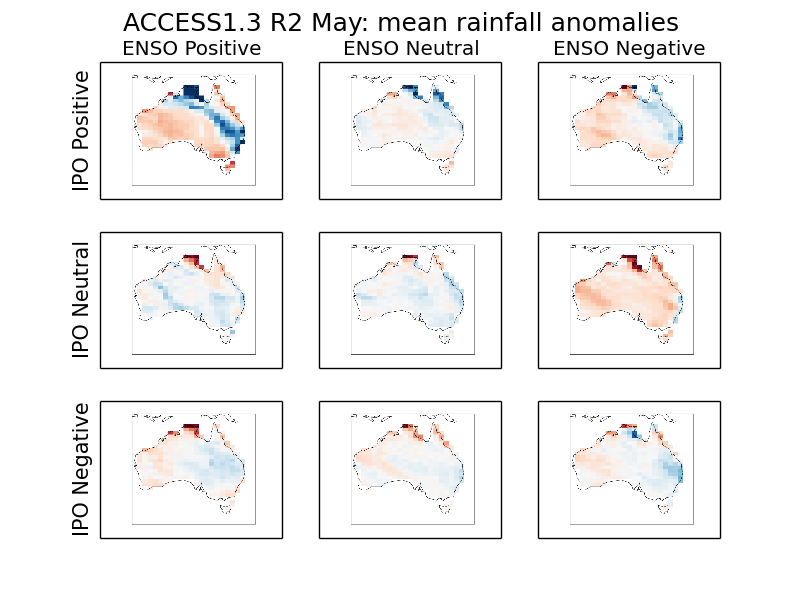 ACCESS1.3 R2 May: mean rainfall anomalies
ENSO Positive ENSO Neutral ENSO Negative
IPO Positive
IPO Neutral
IPO Negative